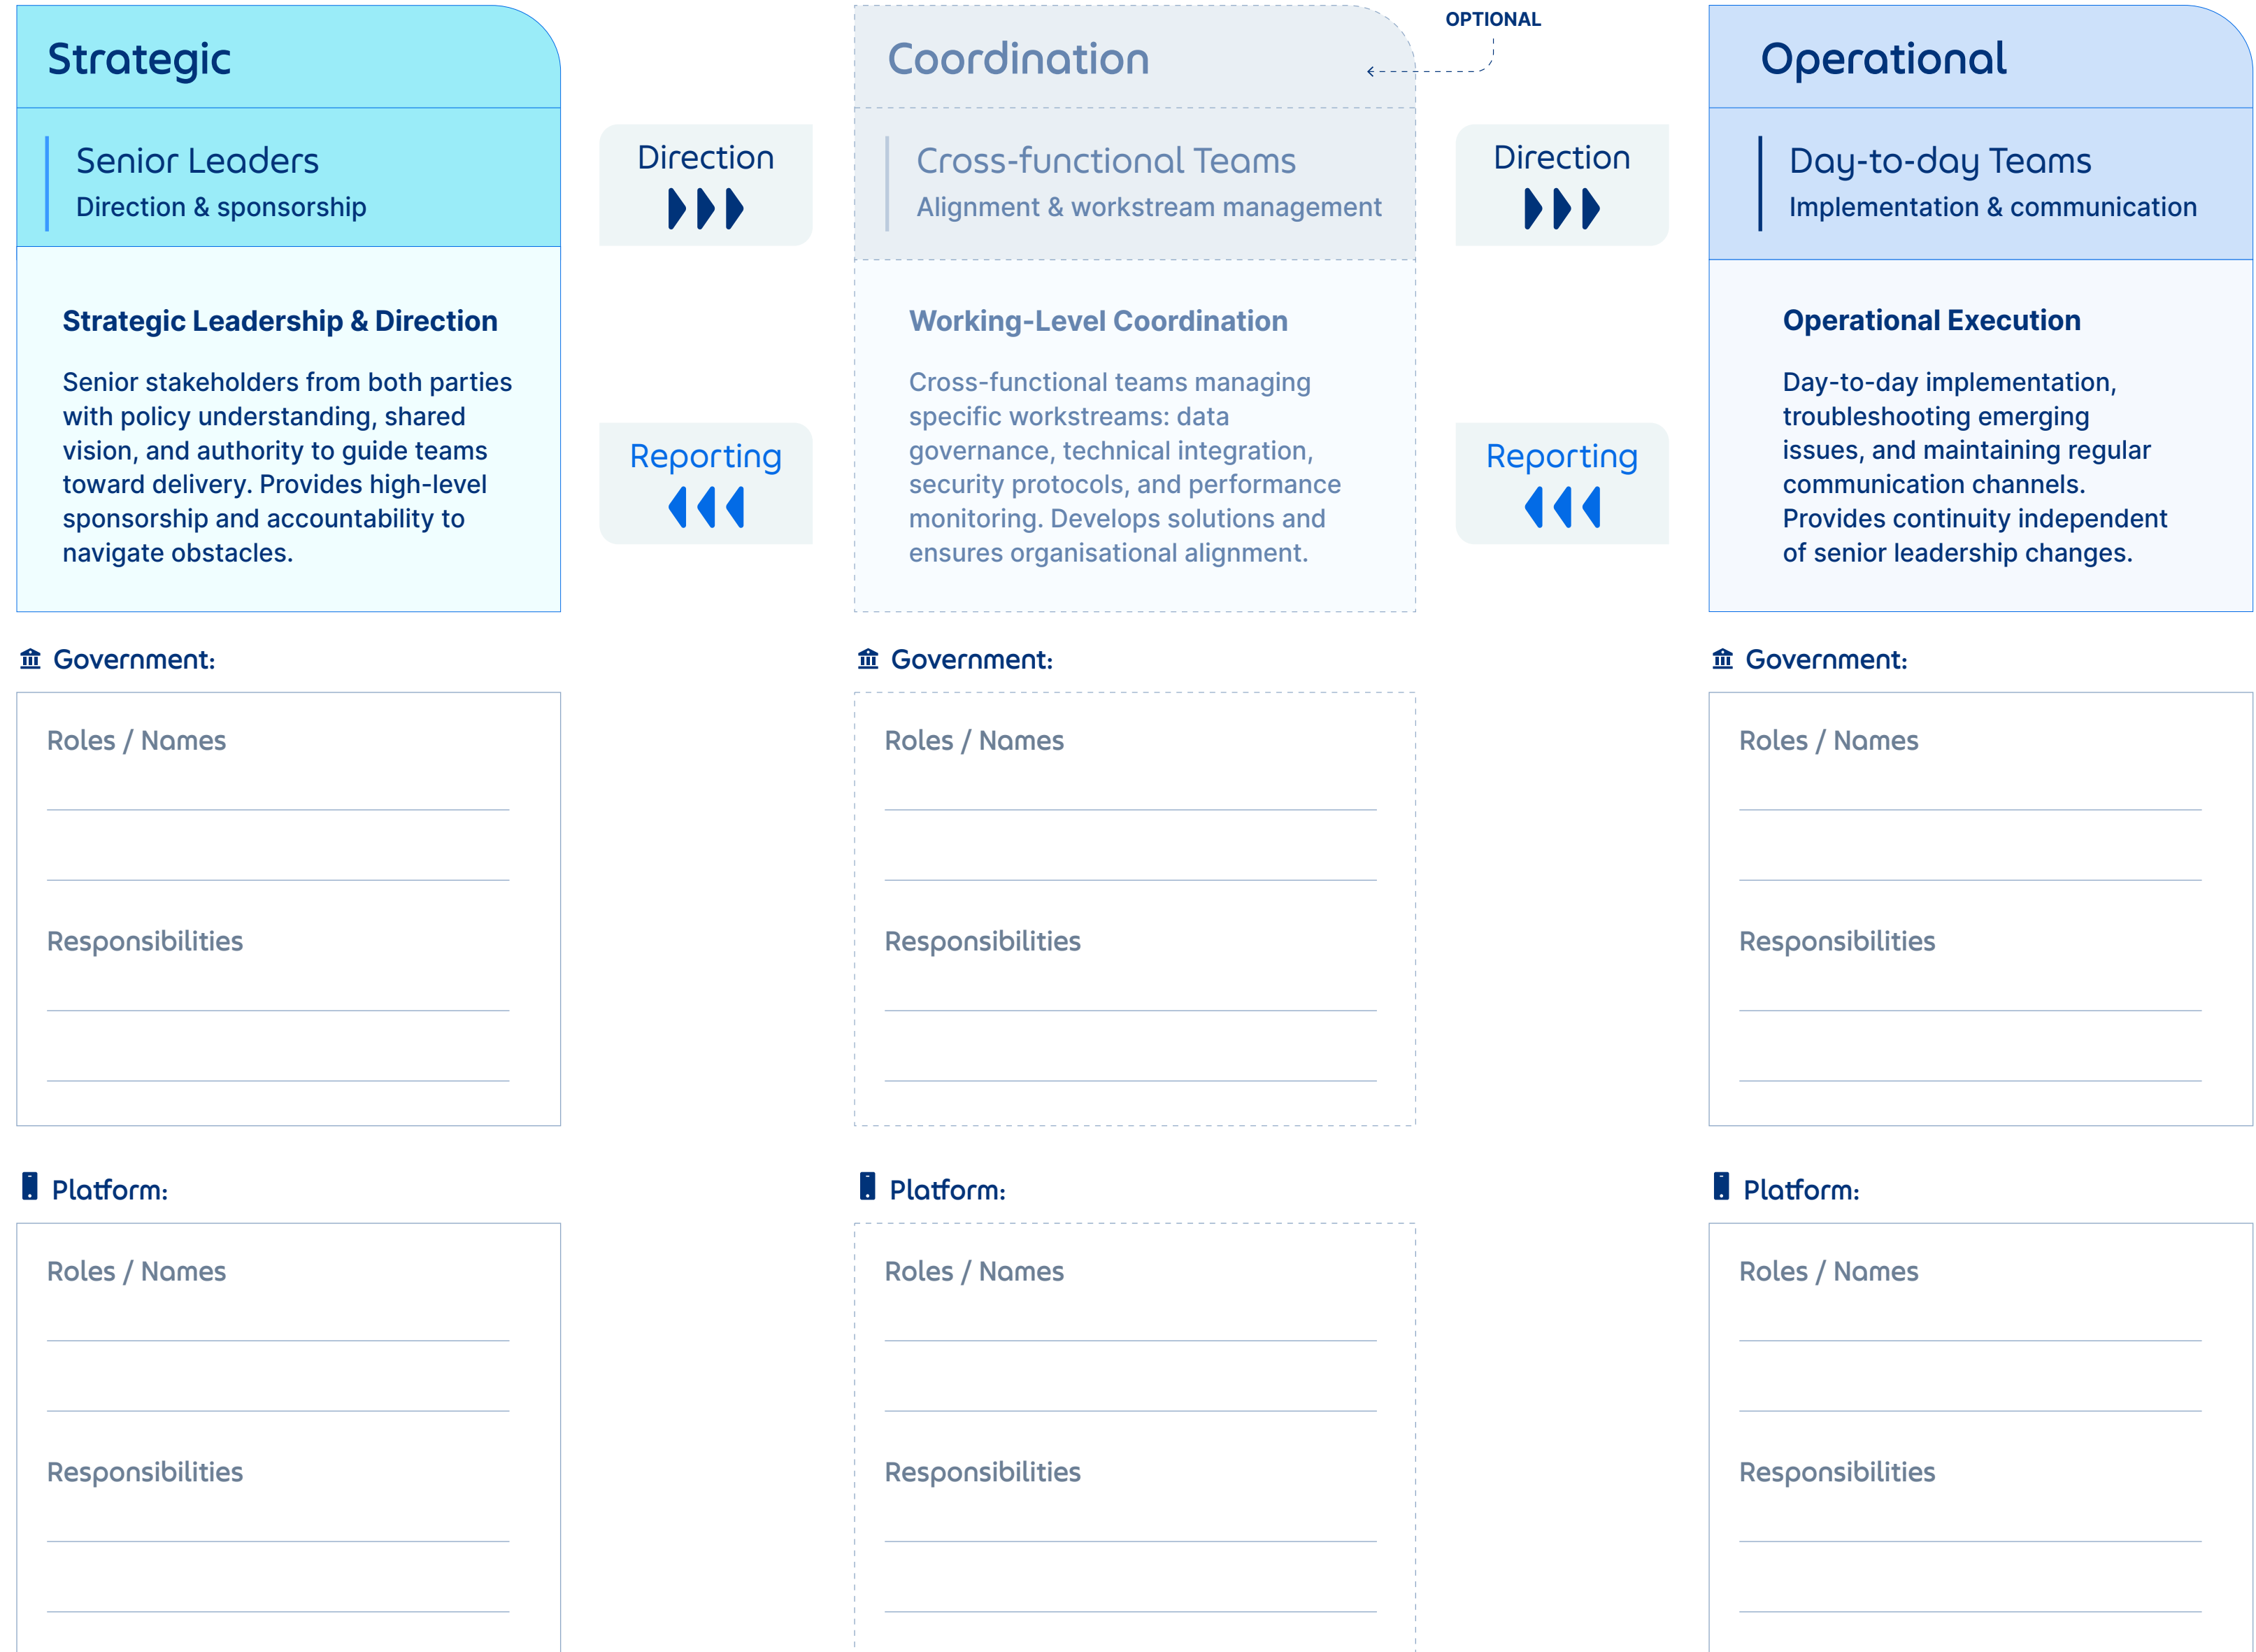 Strategic
Senior Leaders
Direction & sponsorship
Strategic Leadership & Direction
Senior stakeholders from both parties
with policy understanding, shared
vision, and authority to guide teams
toward delivery. Provides high-level
sponsorship and accountability to
navigate obstacles.
Direction
Reporting
OPTIONAL
Coordination
Cross-functional Teams
Alignment & workstream management
Working-Level Coordination
Cross-functional teams managing
specific workstreams: data
governance, technical integration,
security protocols, and performance
monitoring. Develops solutions and
ensures organisational alignment.
Direction
Reporting
Operational
Day-to-day Teams
Implementation & communication
Operational Execution
Day-to-day implementation,
troubleshooting emerging
issues, and maintaining regular
communication channels.
Provides continuity independent
of senior leadership changes.
Government:
Roles / Names
Responsibilities
Government:
Roles / Names
Responsibilities
Government:
Roles / Names
Responsibilities
Platform:
Roles / Names
Responsibilities
Platform:
Roles / Names
Responsibilities
Platform:
Roles / Names
Responsibilities